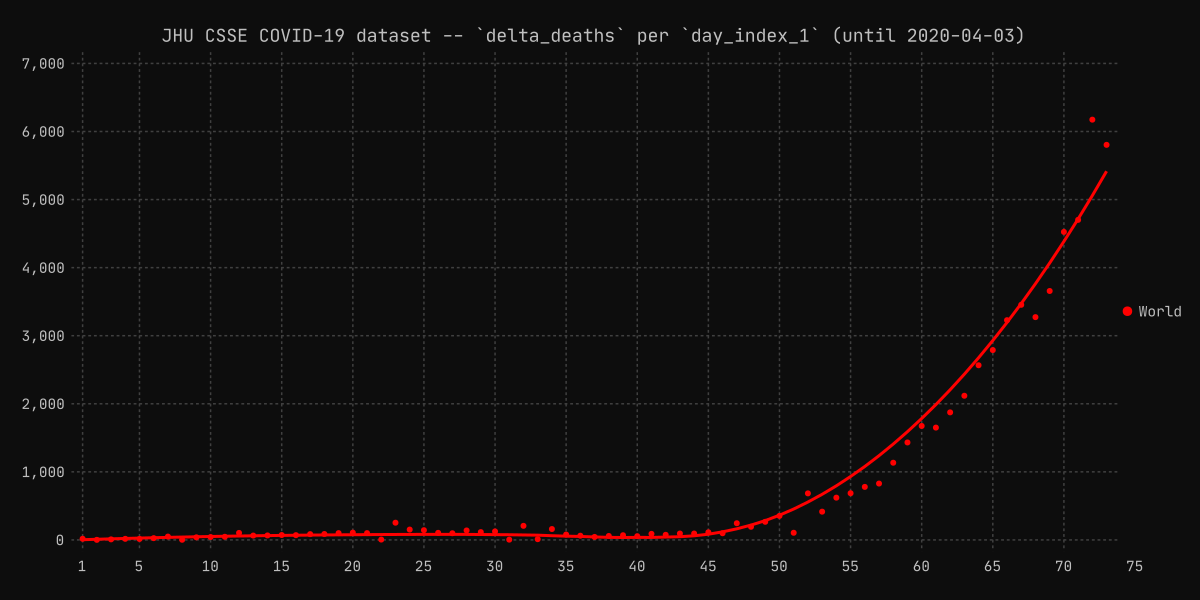 JHU CSSE COVID-19 dataset -- `delta_deaths` per `day_index_1` (until 2020-04-03)
7,000
6,000
5,000
4,000
3,000
2,000
1,000
0
World
1 5 10 15 20 25 30 35 40 45 50 55 60 65 70 75